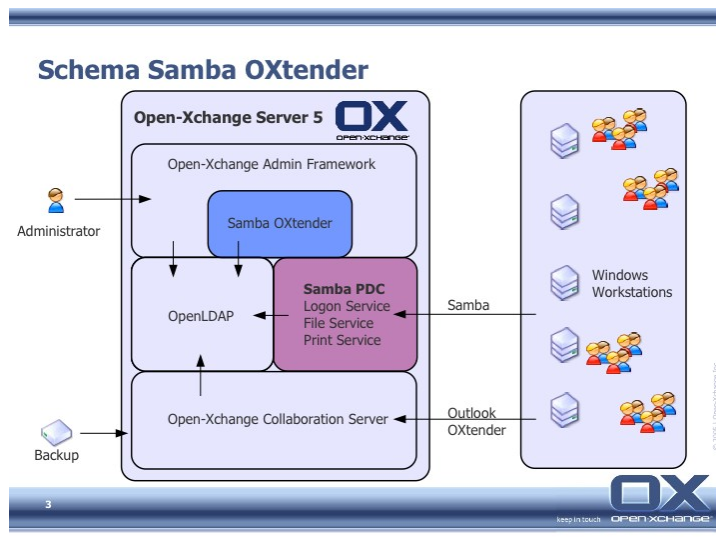 Schema Samba OXtender
Open-Xchange Server 5
OX
OPEN-XCHANGE
Open-Xchange Admin Framework
Administrator
Samba OXtender
OpenLDAP
Samba PDC
Logon Service
File Service
Print Service
Samba
Windows
Workstations
Open-Xchange Collaboration Server
Outlook
OXtender
Backup
3
keep in touch
OX
OPEN-XCHANGE